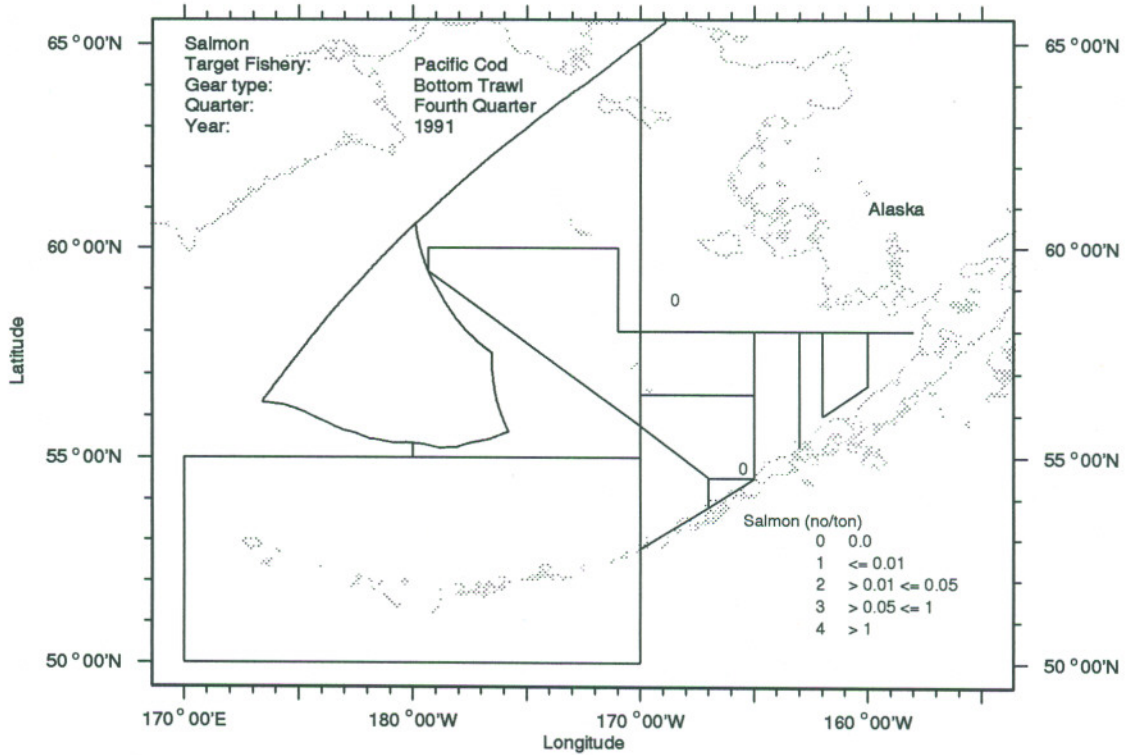 65°00'N 65°00'N
Salmon
Target Fishery: Pacific Cod
Gear type: Bottom Trawl
Quarter: Fourth Quarter
Year: 1991
Alaska
60°00'N 60°00'N
0
Latitude
55°00'N 55°00'N
0
Salmon (no/ton)
0 0.0
1 <= 0.01
2 > 0.01 <= 0.05
3 > 0.05 <= 1
4 > 1
50°00'N 50°00'N
170°00'E 180°00'W 170°00'W 160°00'W
Longitude